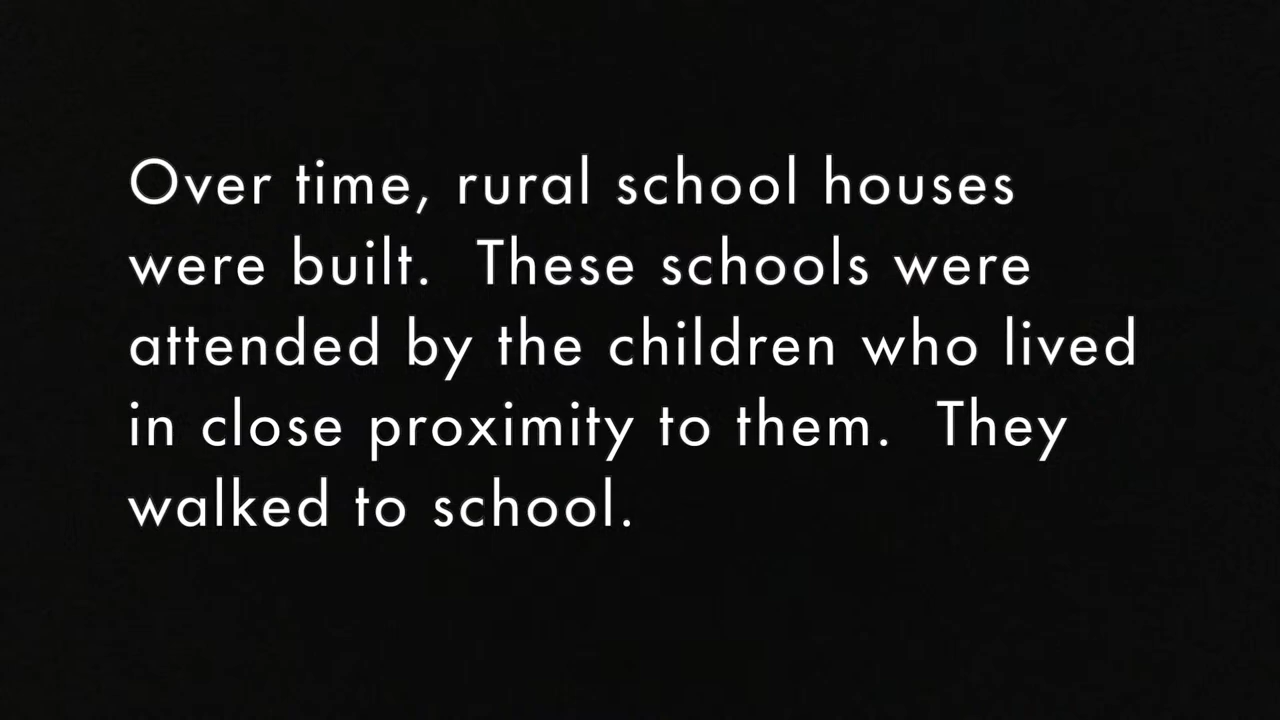 Over time, rural school houses
were built.  These schools were
attended by the children who lived
in close proximity to them.  They
walked to school.